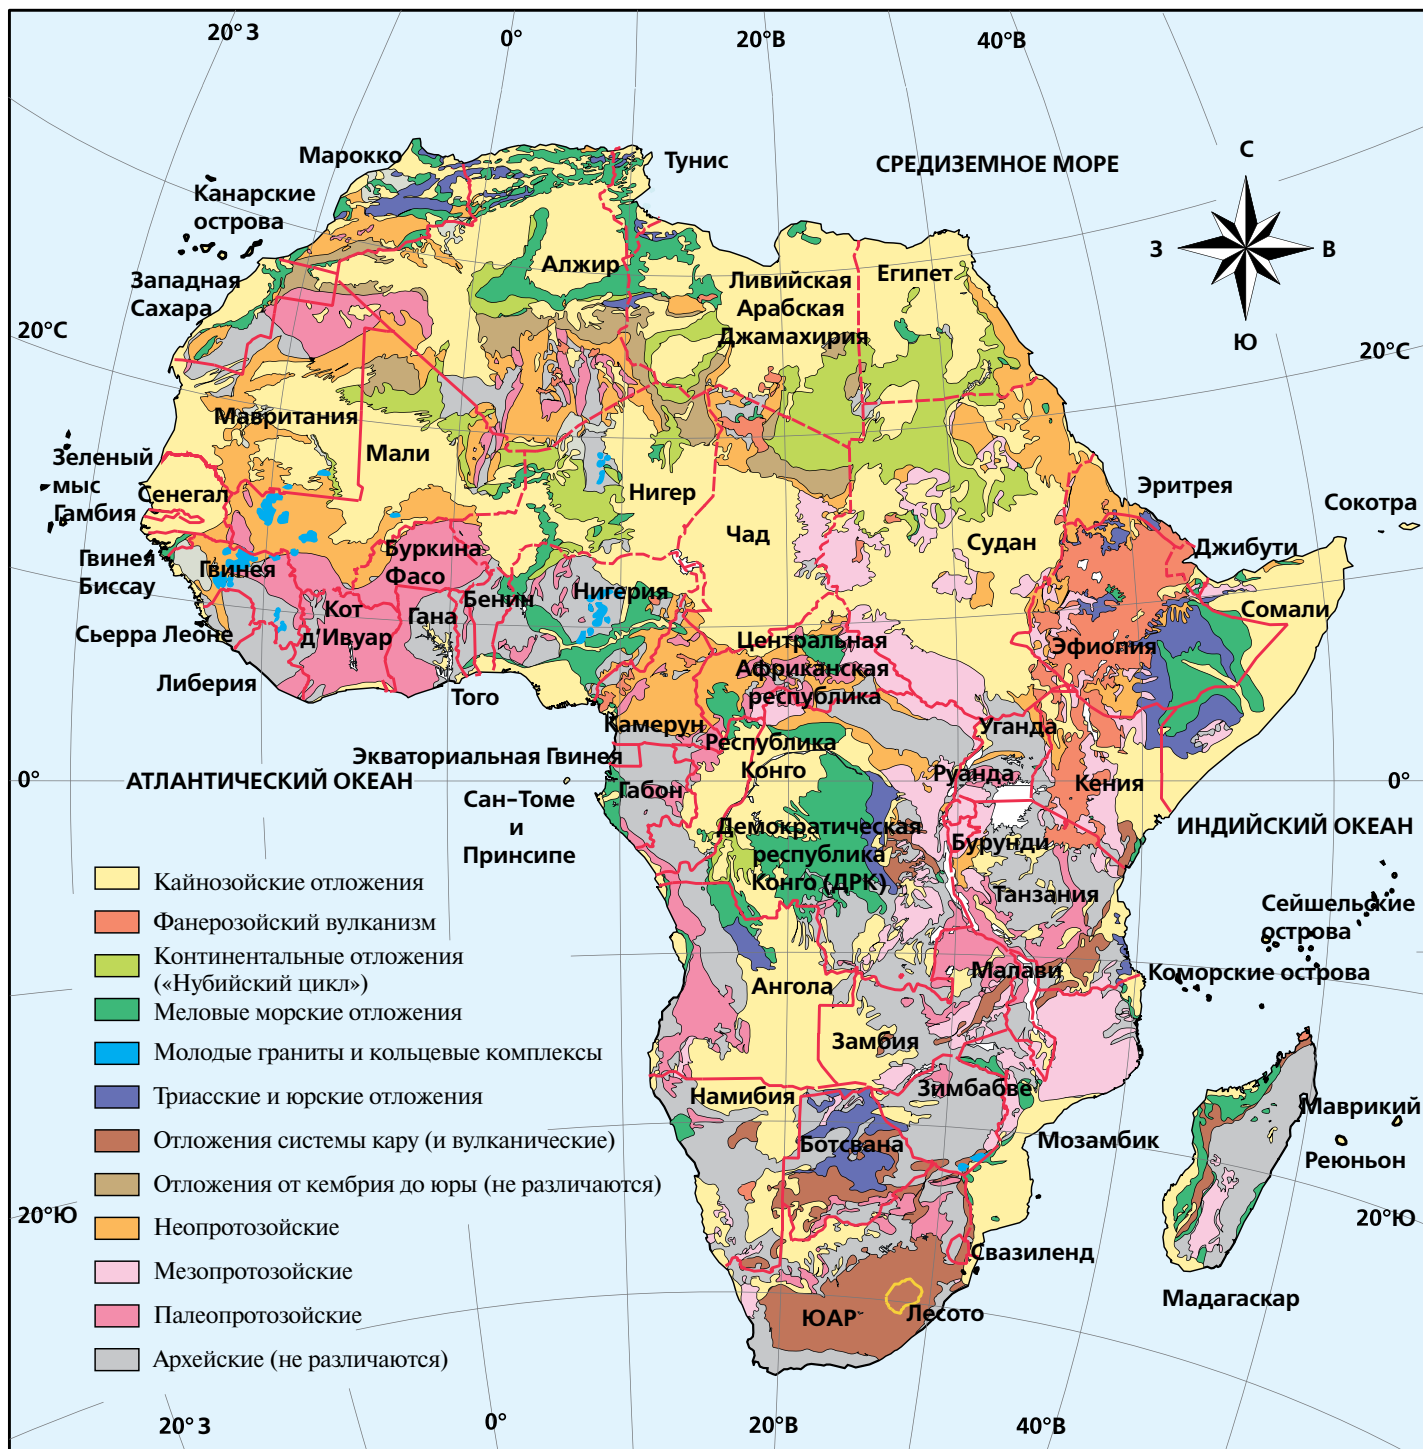 20° З
0°
20°В
40°В
Марокко
Тунис
СРЕДИЗЕМНОЕ МОРЕ
С
З
В
Ю
Канарские
острова
Западная
Сахара
Алжир
Ливийская
Арабская
Джамахирия
Египет
20°С
20°С
Мавритания
Мали
Нигер
Чад
Судан
Эритрея
Сокотра
Зеленый
мыс
Сенегал
Гамбия
Гвинея
Биссау
Гвинея
Буркина
Фасо
Бенин
Нигерия
Джибути
Сомали
Кот
д’Ивуар
Гана
Сьерра Леоне
Либерия
Того
Центральная
Африканская
республика
Эфиопия
Камерун
Экваториальная Гвинея
Республика
Конго
Уганда
Руанда
Кения
0°
0°
АТЛАНТИЧЕСКИЙ ОКЕАН
Габон
Сан-Томе
и
Принсипе
Демократическая
республика
Конго (ДРК)
Бурунди
ИНДИЙСКИЙ ОКЕАН
Танзания
Сейшельские
острова
Малави
Коморские острова
Ангола
Замбия
Намибия
Зимбабве
Ботсвана
Мозамбик
Маврикий
Реюньон
20°Ю
20°Ю
Свазиленд
Мадагаскар
ЮАР
Лесото
Кайнозойские отложения
Фанерозойский вулканизм
Континентальные отложения
(«Нубийский цикл»)
Меловые морские отложения
Молодые граниты и кольцевые комплексы
Триасские и юрские отложения
Отложения системы кару (и вулканические)
Отложения от кембрия до юры (не различаются)
Неопротозойские
Мезопротозойские
Палеопротозойские
Архейские (не различаются)
20° З
0°
20°В
40°В